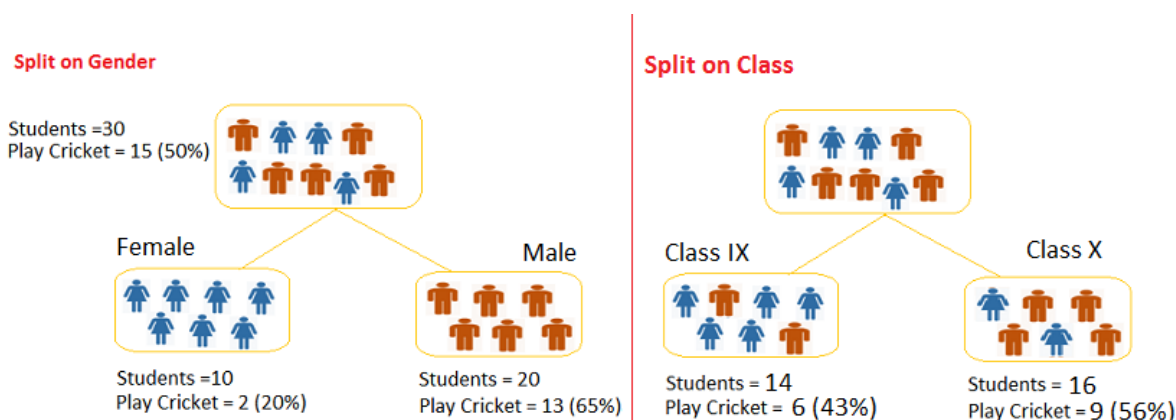 Split on Gender
Students =30
Play Cricket = 15 (50%)
Female
Male
Students =10
Play Cricket = 2 (20%)
Students = 20
Play Cricket = 13 (65%)
Split on Class
Class IX
Class X
Students = 14
Play Cricket = 6 (43%)
Students = 16
Play Cricket = 9 (56%)